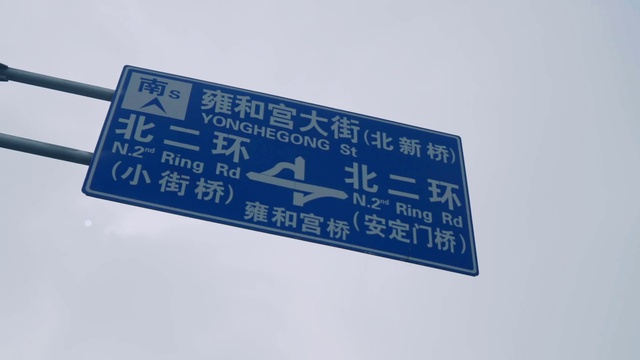 南 S
雍和宫大街(北新桥)
YONGHEGONG St
北二环
N.2nd Ring Rd
(小街桥)
北二环
N.2nd Ring Rd
(安定门桥)
雍和宫桥